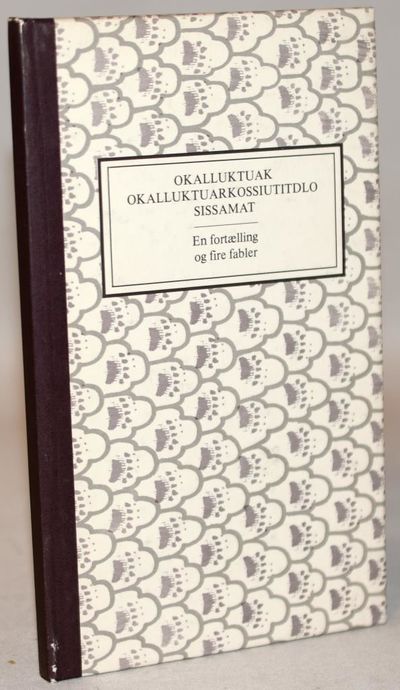 OKALLUKTUAK
OKALLUKTUARKOSSIUTITDLO
SISSAMAT
En fortælling
og fire fabler